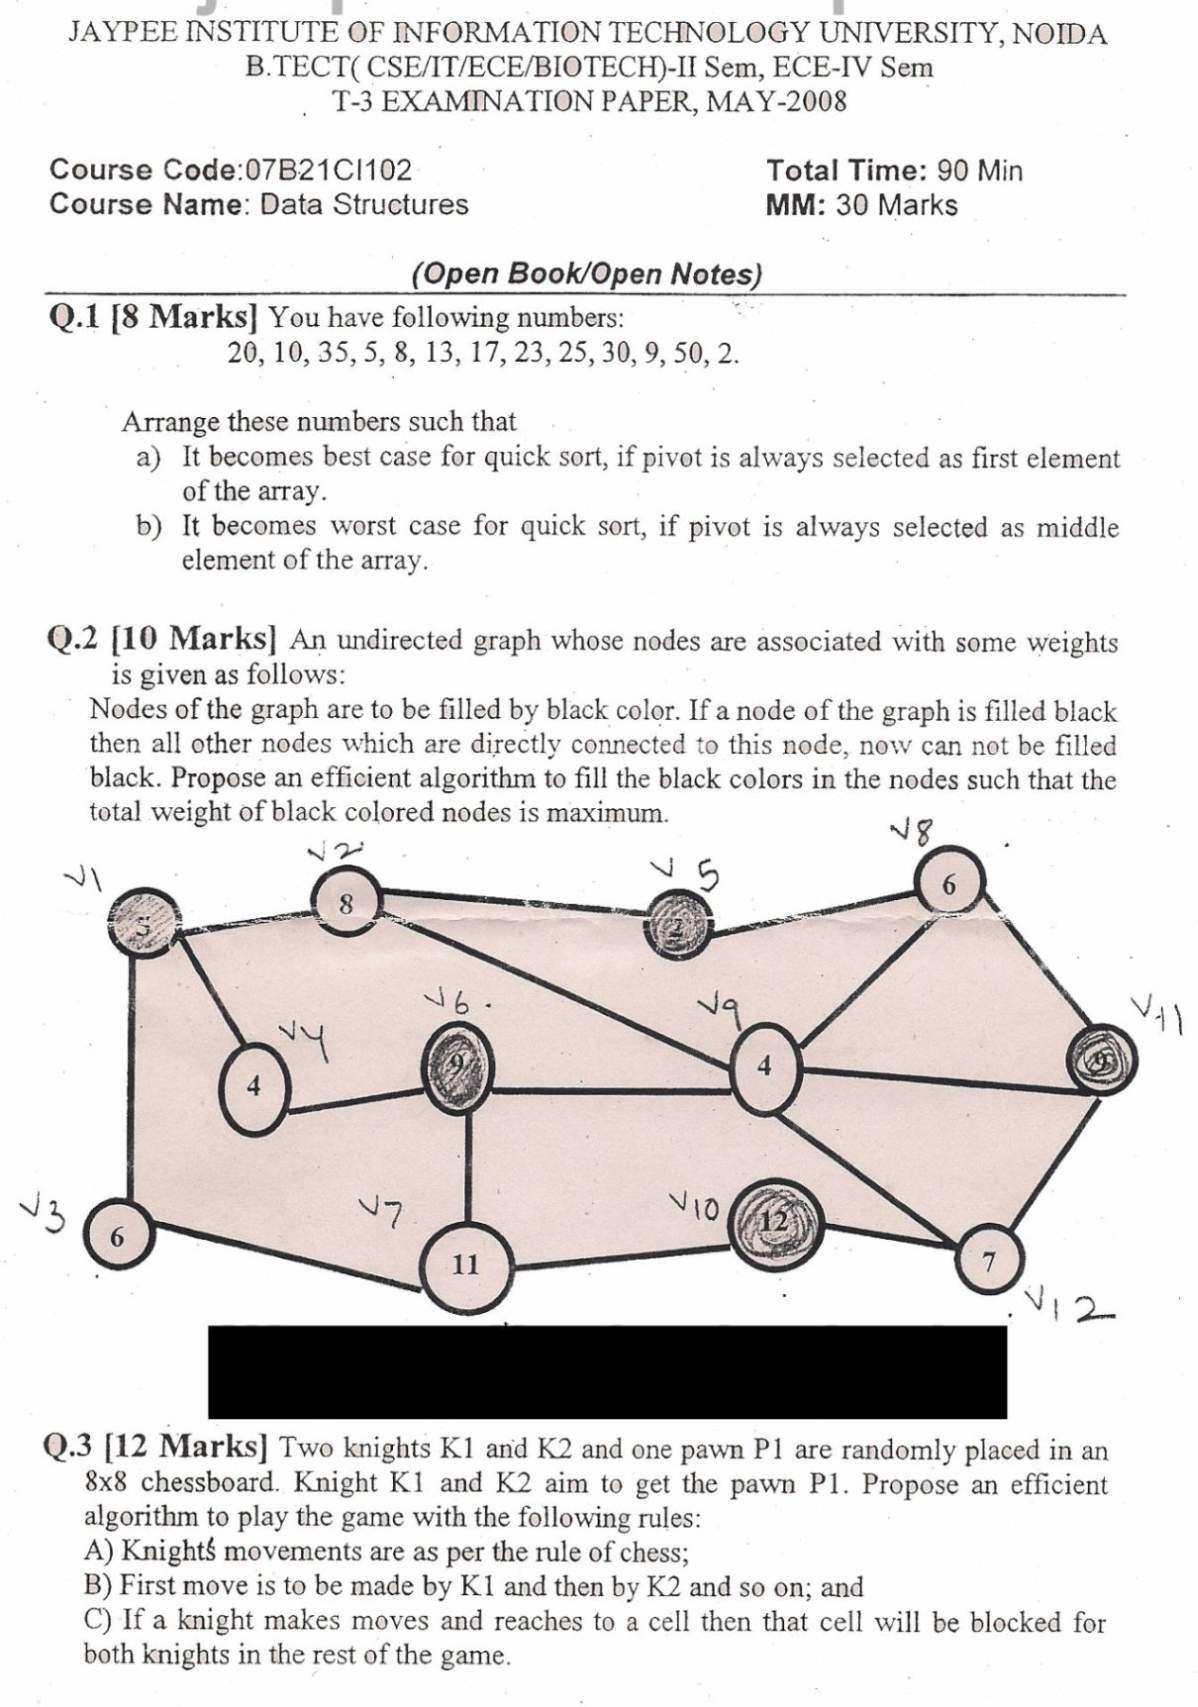 JAYPEE INSTITUTE OF INFORMATION TECHNOLOGY UNIVERSITY, NOIDA
B.TECT( CSE/IT/ECE/BIOTECH)-II Sem, ECE-IV Sem
T-3 EXAMINATION PAPER, MAY-2008
Course Code:07B21CI102 Total Time: 90 Min
Course Name: Data Structures MM: 30 Marks
(Open Book/Open Notes)
Q.1 [8 Marks] You have following numbers:
20, 10, 35, 5, 8, 13, 17, 23, 25, 30, 9, 50, 2.
Arrange these numbers such that
a) It becomes best case for quick sort, if pivot is always selected as first element
of the array.
b) It becomes worst case for quick sort, if pivot is always selected as middle
element of the array.
Q.2 [10 Marks] An undirected graph whose nodes are associated with some weights
is given as follows:
Nodes of the graph are to be filled by black color. If a node of the graph is filled black
then all other nodes which are directly connected to this node, now can not be filled
black. Propose an efficient algorithm to fill the black colors in the nodes such that the
total weight of black colored nodes is maximum.
V8
V2
V5
V1
6
8
2
V6
V9
V11
V4
9
4
9
4
V3
V7
V10
12
6
11
7
V12
Q.3 [12 Marks] Two knights K1 and K2 and one pawn P1 are randomly placed in an
8x8 chessboard. Knight K1 and K2 aim to get the pawn P1. Propose an efficient
algorithm to play the game with the following rules:
A) Knights movements are as per the rule of chess;
B) First move is to be made by K1 and then by K2 and so on; and
C) If a knight makes moves and reaches to a cell then that cell will be blocked for
both knights in the rest of the game.